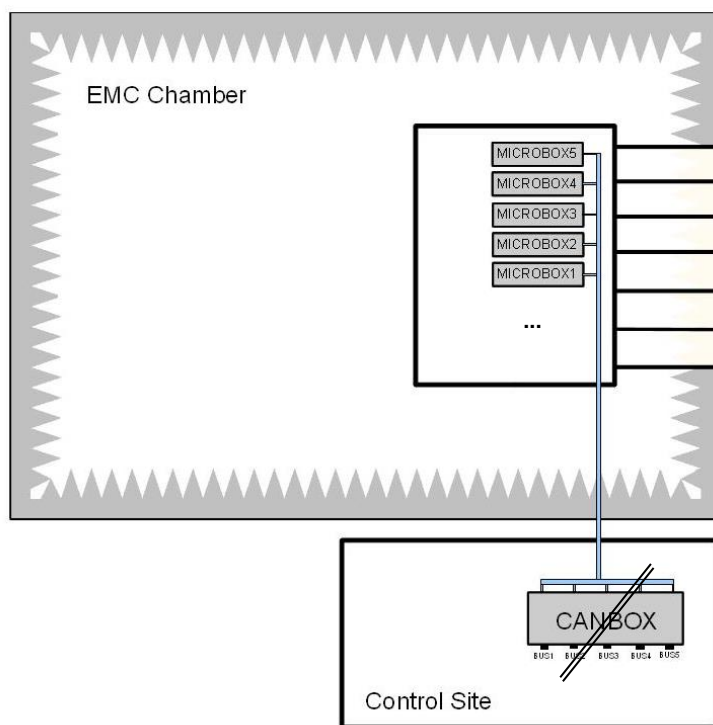 EMC Chamber
MICROBOX5
MICROBOX4
MICROBOX3
MICROBOX2
MICROBOX1
...
CANBOX
BUS1 BUS2 BUS3 BUS4 BUS5
Control Site